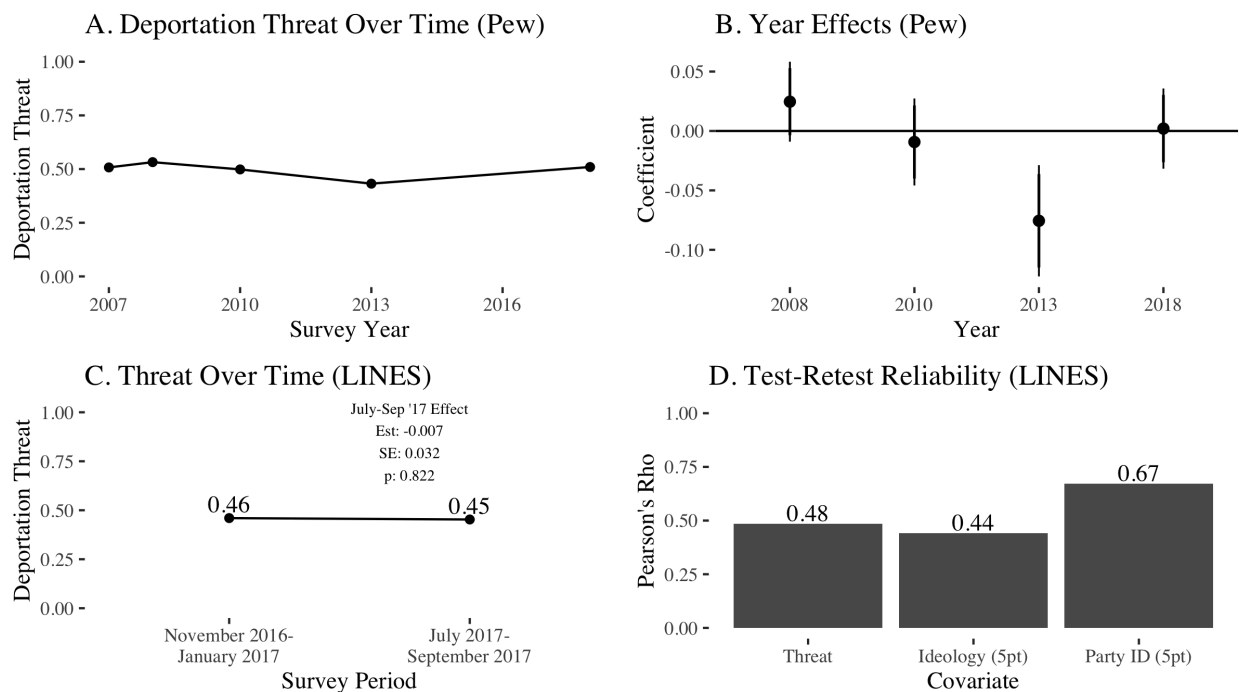 A. Deportation Threat Over Time (Pew)
1.00
0.75
0.50
0.25
0.00
Deportation Threat
2007
2010
2013
2016
Survey Year
B. Year Effects (Pew)
0.05
0.00
-0.05
-0.10
Coefficient
2008
2010
2013
2018
Year
C. Threat Over Time (LINES)
1.00
0.75
0.50
0.25
0.00
Deportation Threat
July-Sep '17 Effect
Est: -0.007
SE: 0.032
p: 0.822
0.46
0.45
November 2016-
January 2017
July 2017-
September 2017
Survey Period
D. Test-Retest Reliability (LINES)
1.00
0.75
0.50
0.25
0.00
Pearson's Rho
0.48
0.44
0.67
Threat
Ideology (5pt)
Party ID (5pt)
Covariate